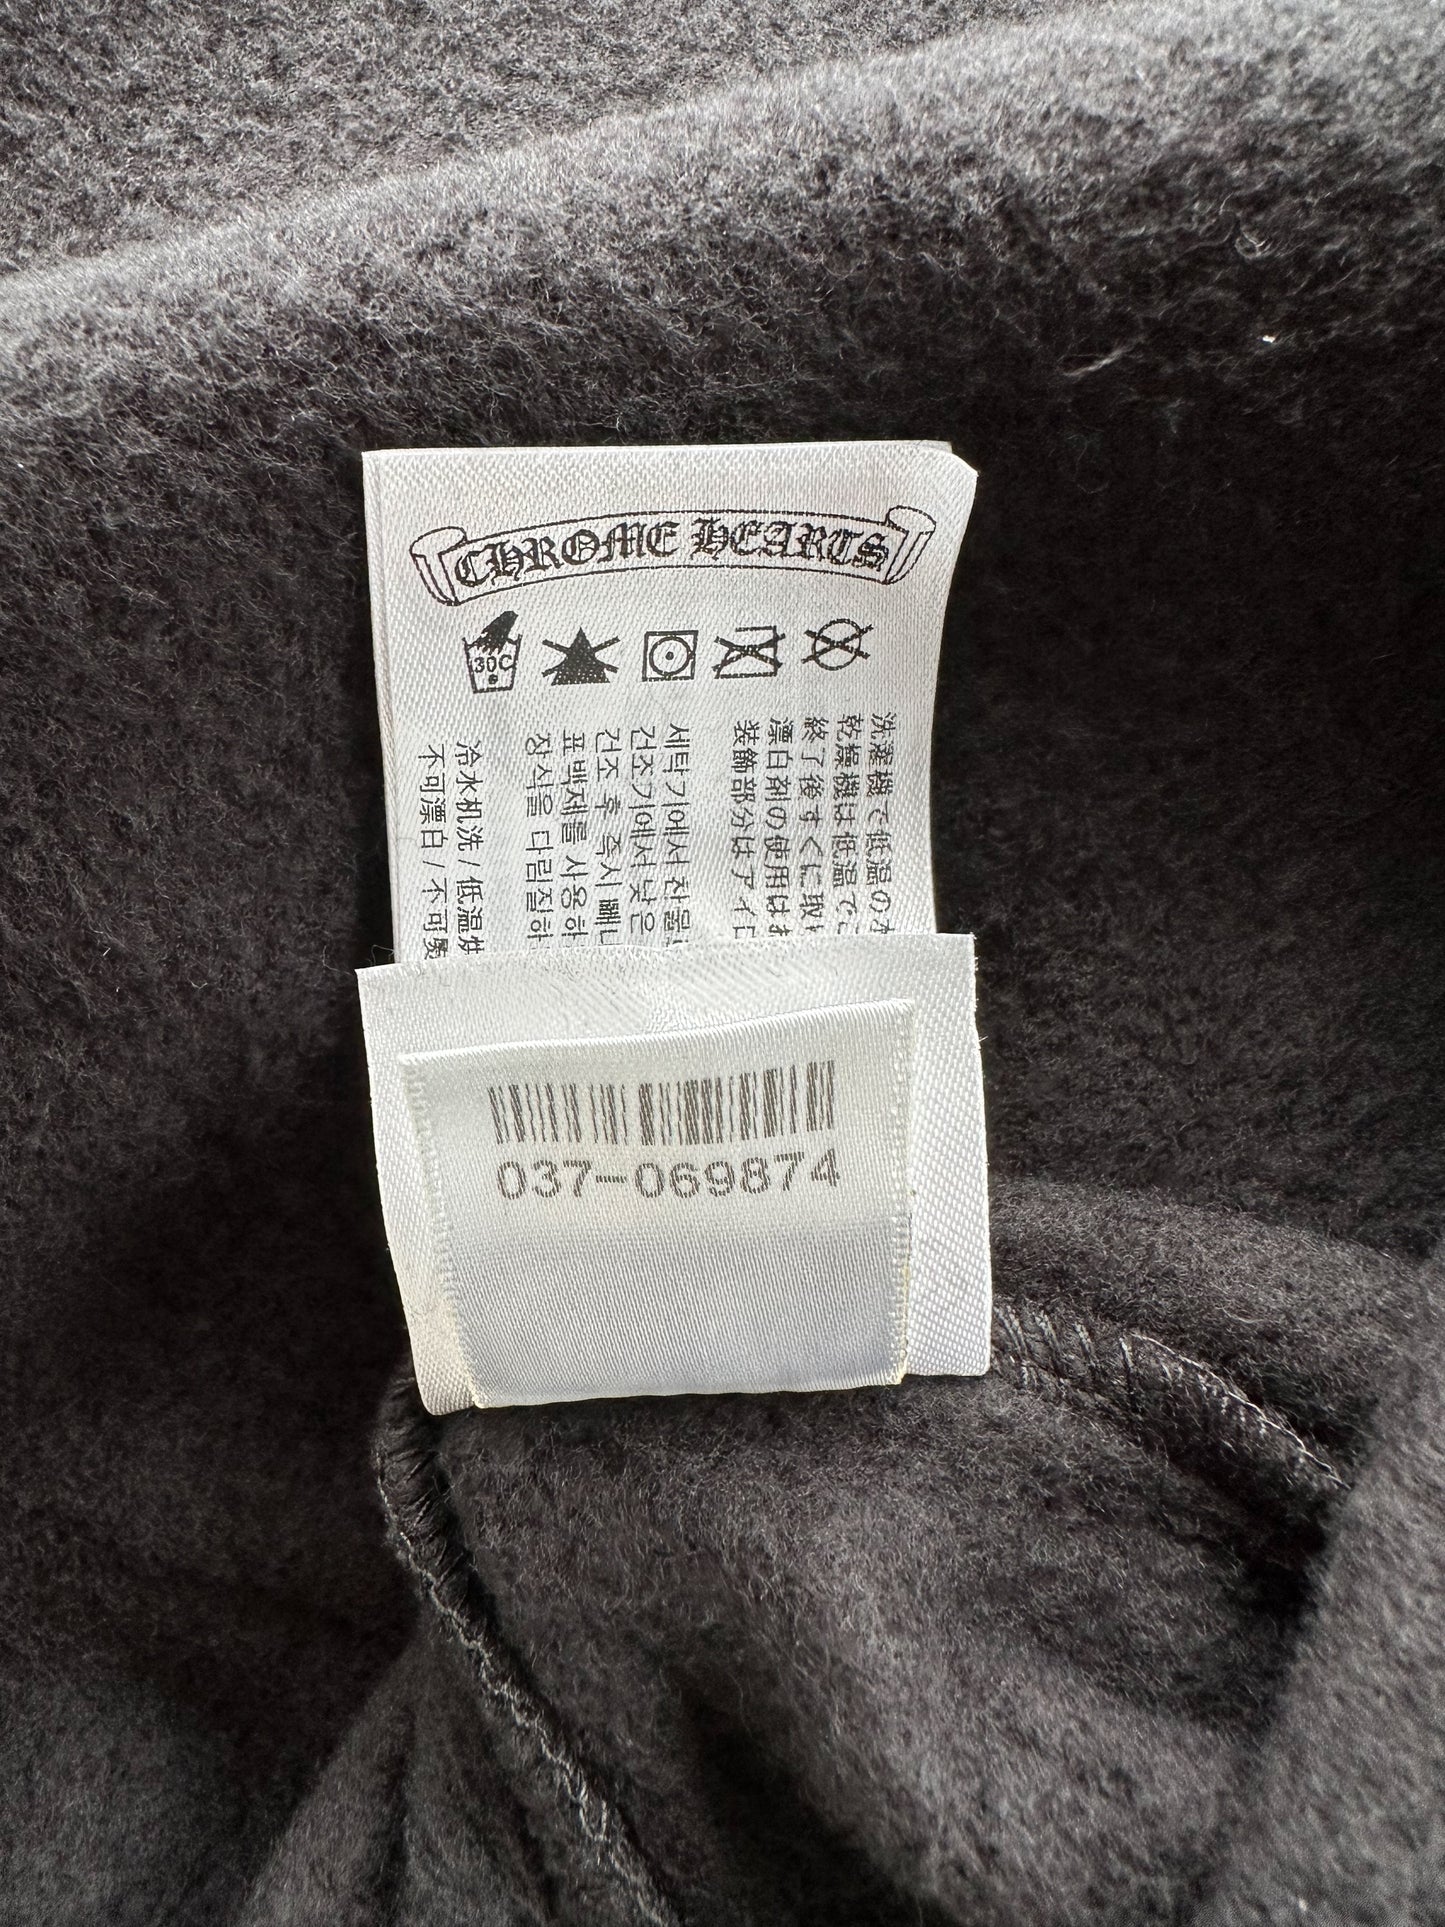 CHROME HEARTS
30C
洗濯機で低温の水
乾燥機は低温で
終了後すぐに取
漂白剤の使用はお
装飾部分はアイロ
세탁기에서 찬물
건조기에서 낮은
건조 후 즉시 빼
표백제를 사용하
장식을 다림질하
冷水机洗 / 低温烘
不可漂白 / 不可熨
037-069874